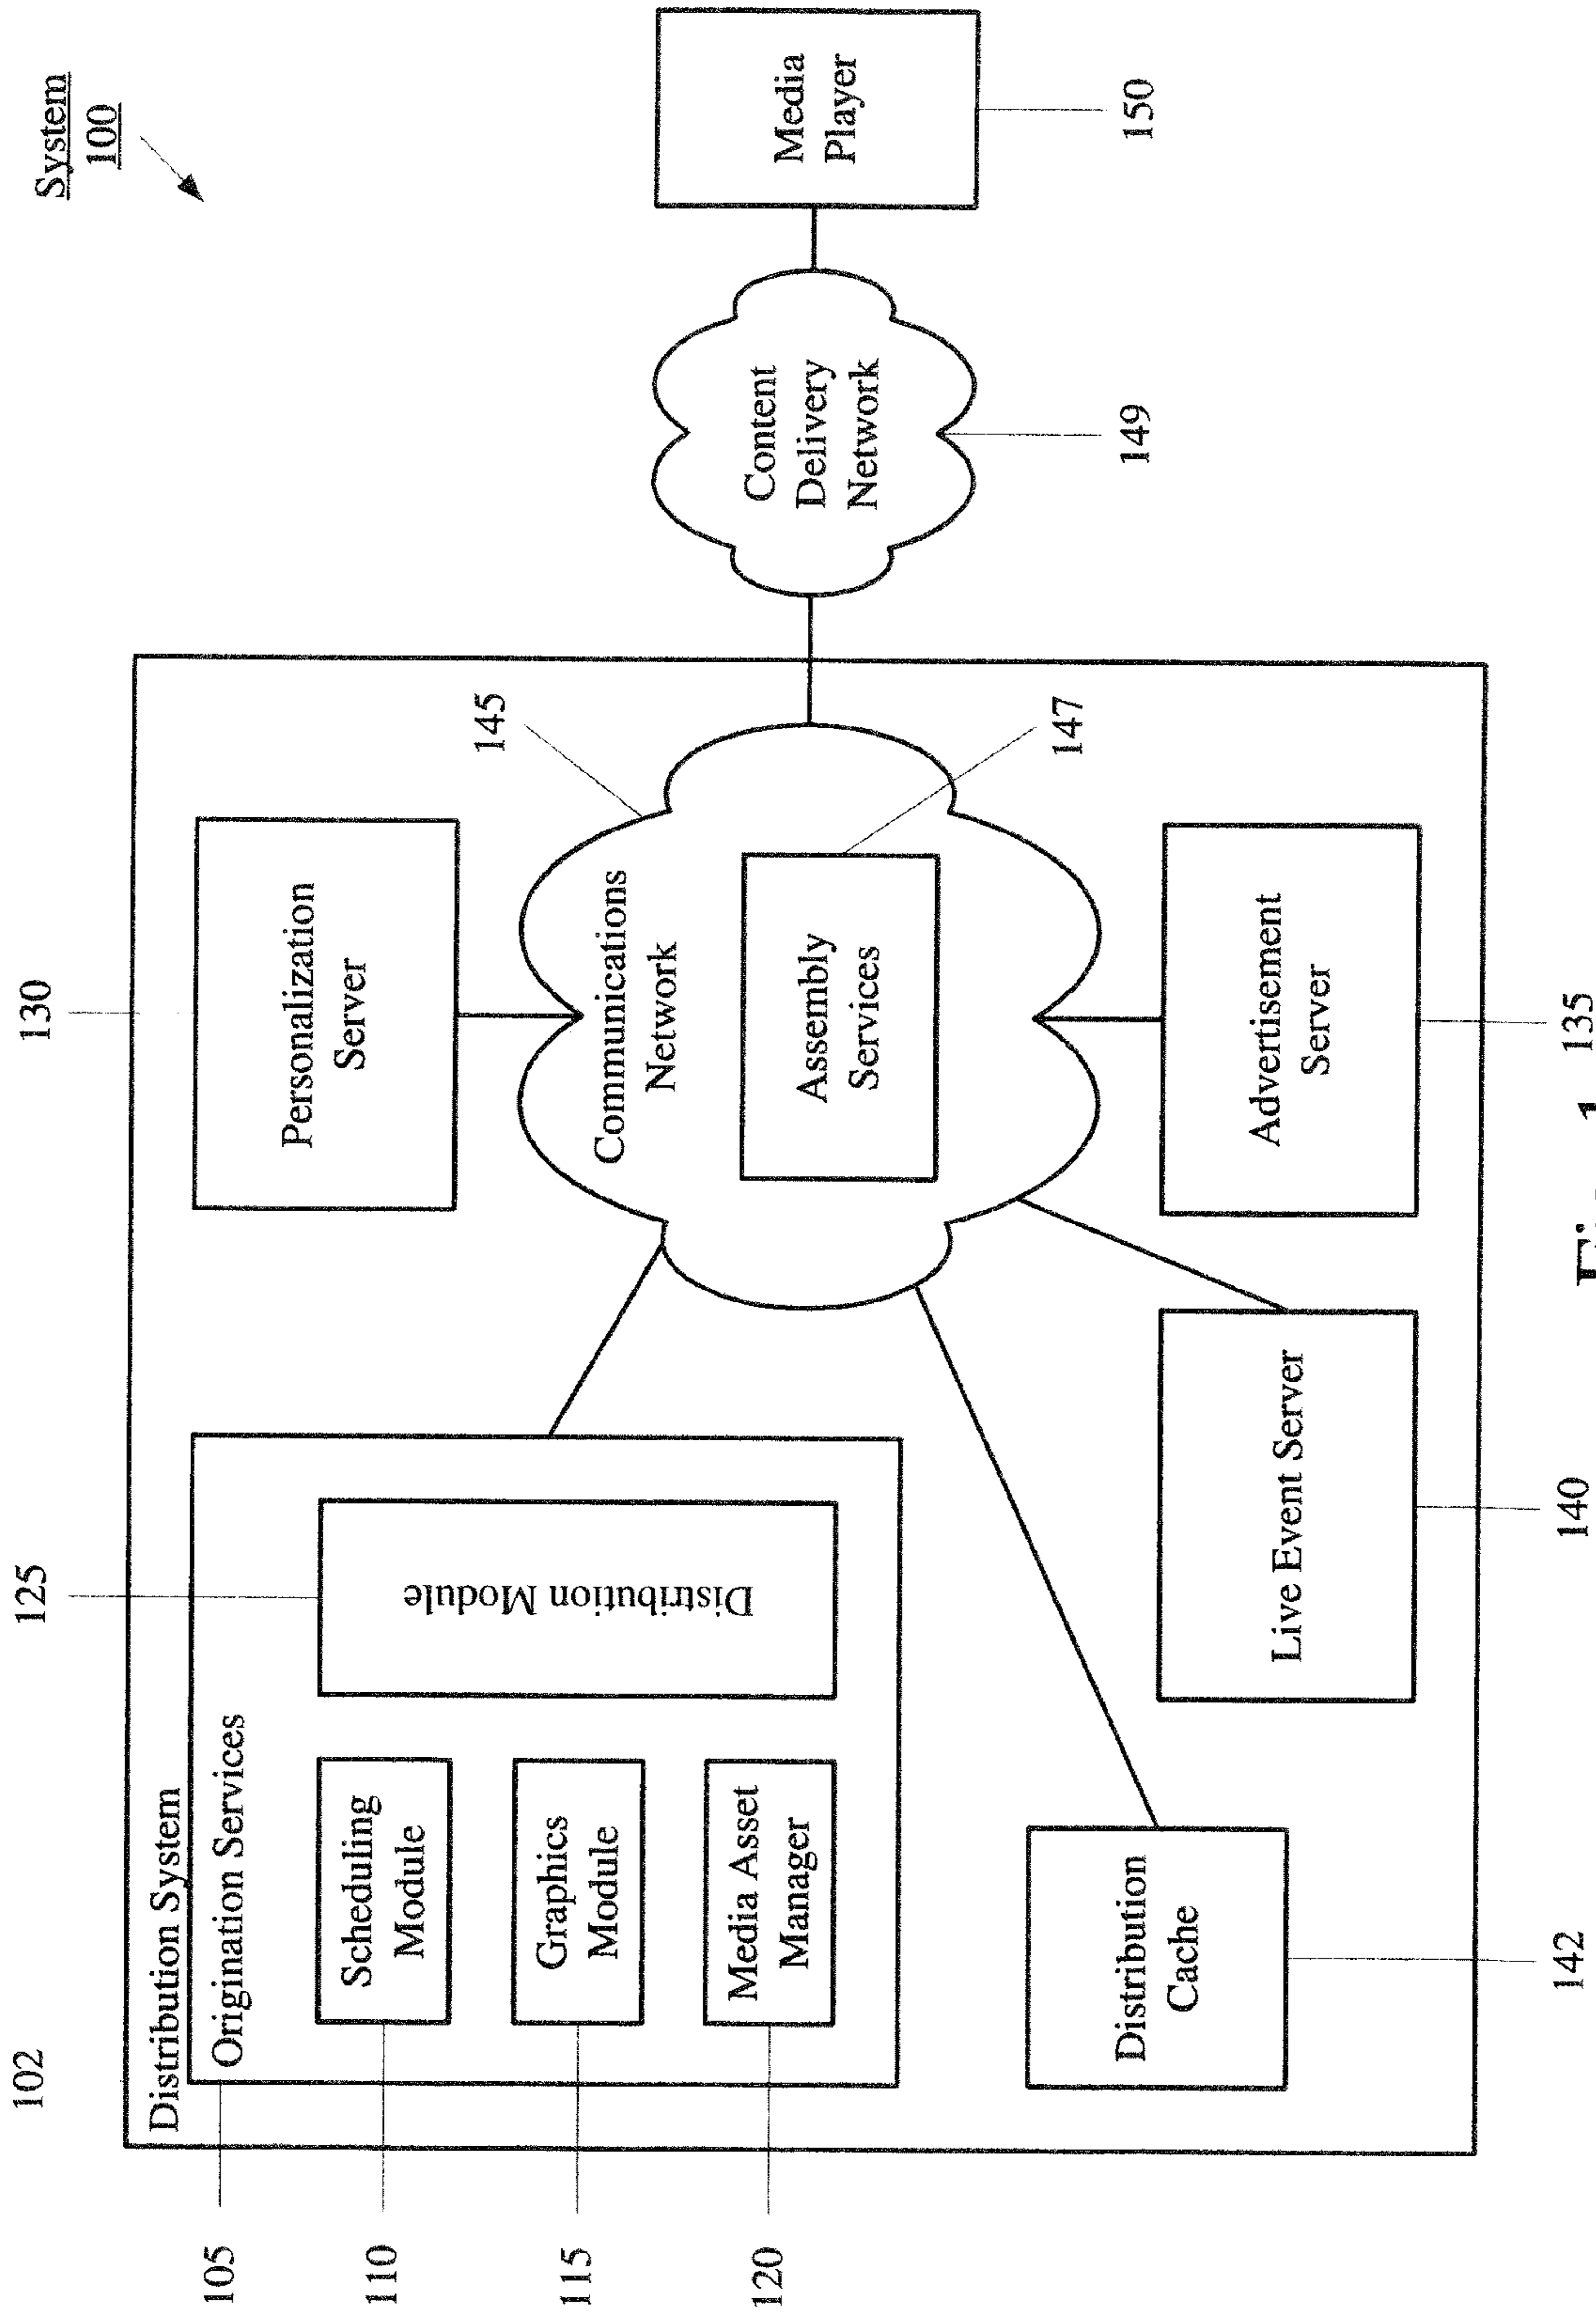 System
100
102
Distribution System
125
130
Origination Services
105
Scheduling
Module
110
Graphics
Module
115
Media Asset
Manager
120
Distribution Module
Personalization
Server
145
Communications
Network
Assembly
Services
147
Content
Delivery
Network
149
Media
Player
150
Distribution
Cache
142
Live Event Server
140
Advertisement
Server
135